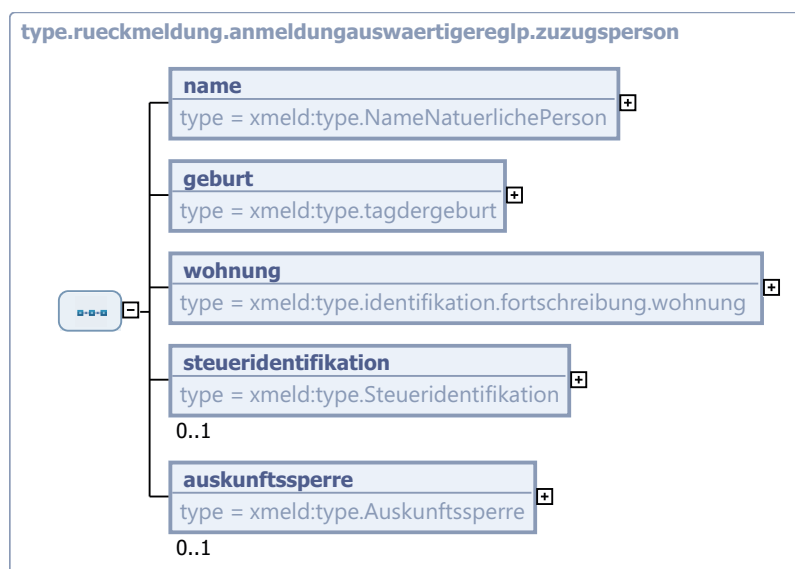 type.rueckmeldung.anmeldungauswaertigereglp.zuzugsperson
name
type = xmeld:type.NameNatuerlichePerson
geburt
type = xmeld:type.tagdergeburt
wohnung
type = xmeld:type.identifikation.fortschreibung.wohnung
steueridentifikation
type = xmeld:type.Steueridentifikation
0..1
auskunftssperre
type = xmeld:type.Auskunftssperre
0..1